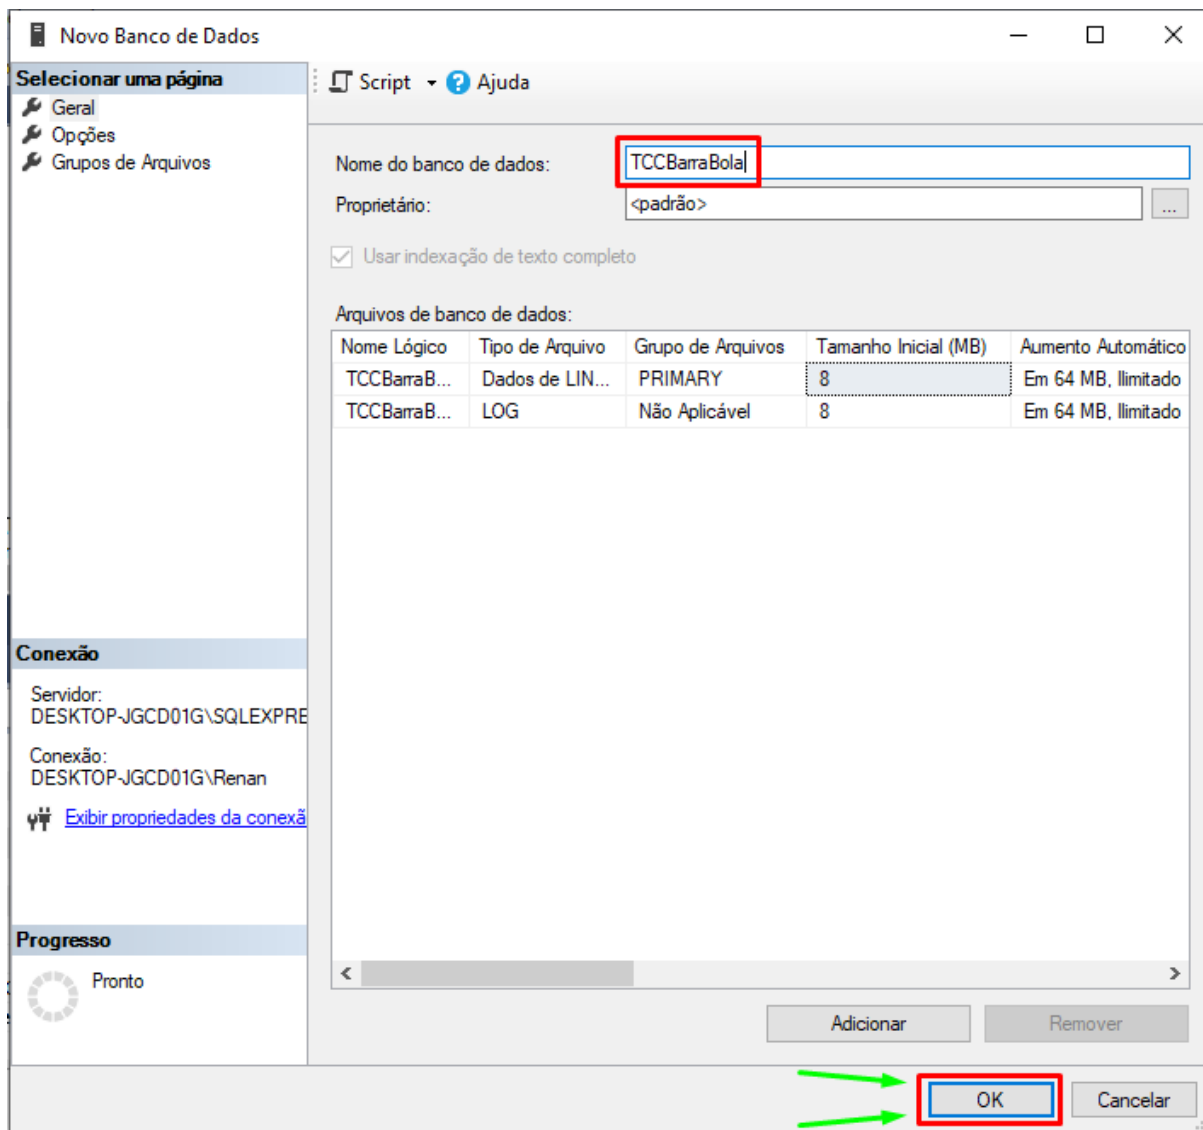 Novo Banco de Dados
Selecionar uma página
Geral
Opções
Grupos de Arquivos
Script
Ajuda
Nome do banco de dados: TCCBarraBola
Proprietário: <padrão> ...
Usar indexação de texto completo
Arquivos de banco de dados:
Nome Lógico Tipo de Arquivo Grupo de Arquivos Tamanho Inicial (MB) Aumento Automático
TCCBarraB... Dados de LIN... PRIMARY 8 Em 64 MB, Ilimitado
TCCBarraB... LOG Não Aplicável 8 Em 64 MB, Ilimitado
Conexão
Servidor:
DESKTOP-JGCD01G\SQLEXPRE
Conexão:
DESKTOP-JGCD01G\Renan
Exibir propriedades da conexã
Progresso
Pronto
Adicionar Remover
OK Cancelar